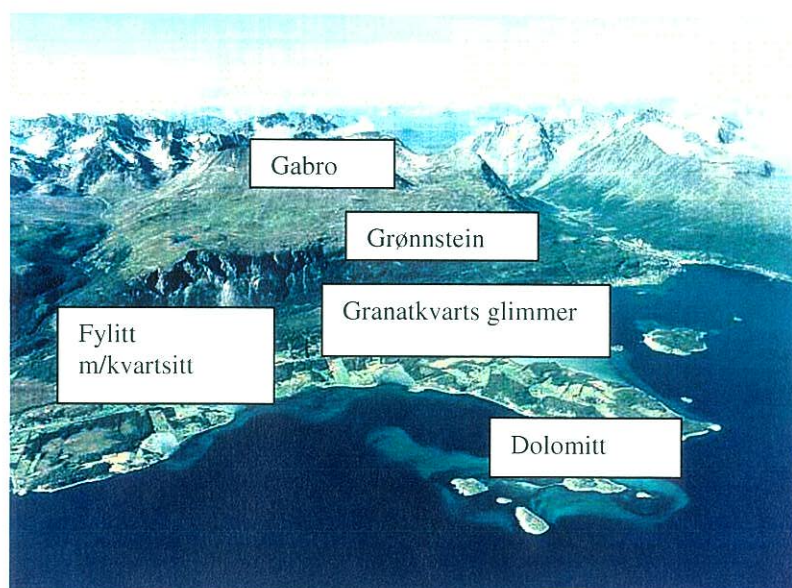 Gabro
Grønnstein
Granatkvarts glimmer
Fylitt
m/kvartsitt
Dolomitt